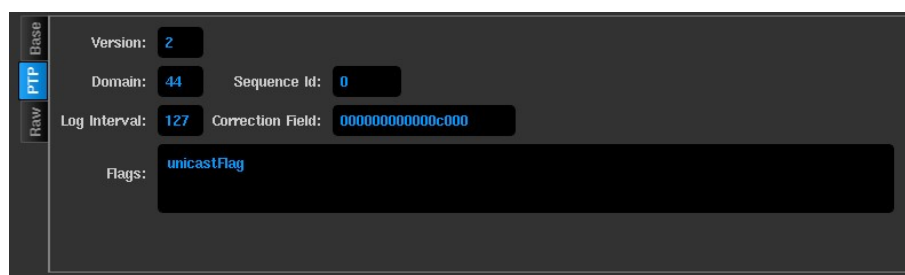 Base
PTP
Raw
Version: 2
Domain: 44 Sequence Id: 0
Log Interval: 127 Correction Field: 000000000000c000
Flags: unicastFlag